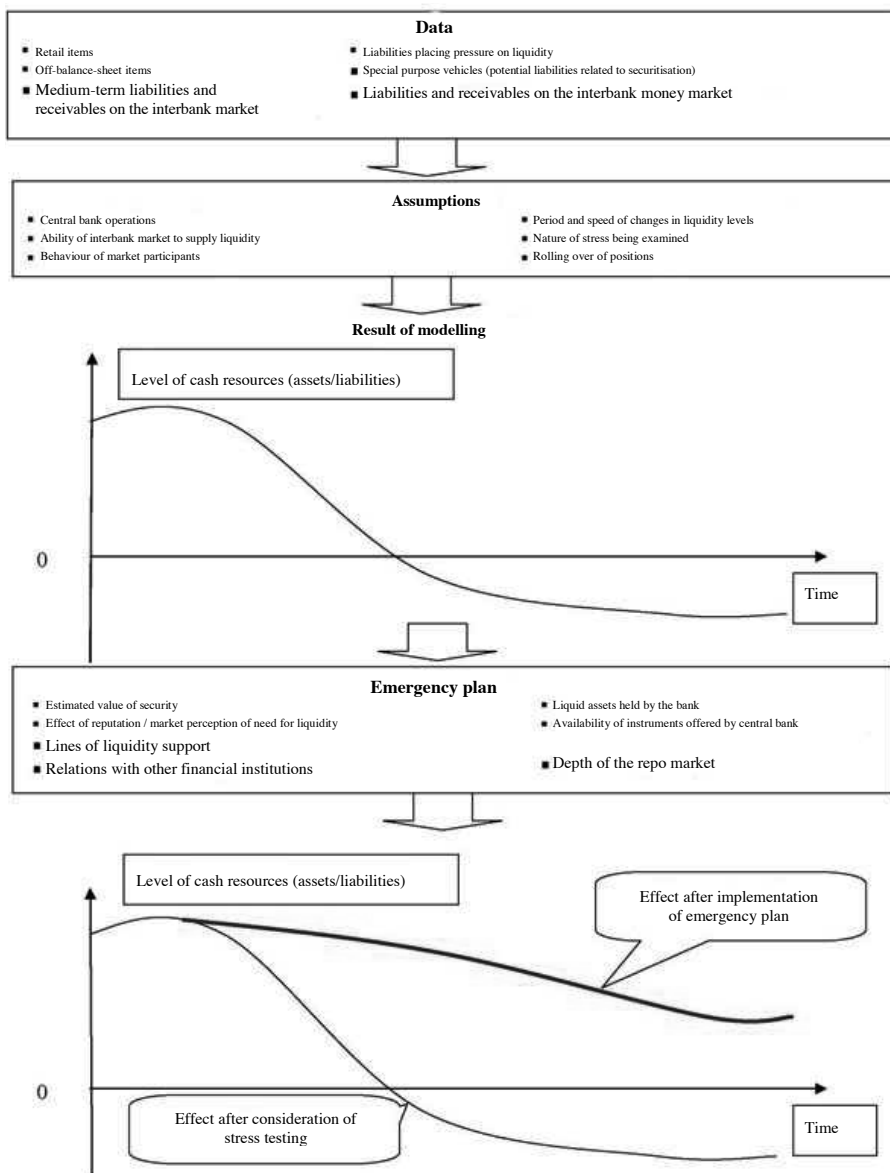 Data
Retail items
Off-balance-sheet items
Medium-term liabilities and
receivables on the interbank market
Liabilities placing pressure on liquidity
Special purpose vehicles (potential liabilities related to securitisation)
Liabilities and receivables on the interbank money market
Assumptions
Central bank operations
Ability of interbank market to supply liquidity
Behaviour of market participants
Period and speed of changes in liquidity levels
Nature of stress being examined
Rolling over of positions
Result of modelling
Level of cash resources (assets/liabilities)
0
Time
Emergency plan
Estimated value of security
Effect of reputation / market perception of need for liquidity
Lines of liquidity support
Relations with other financial institutions
Liquid assets held by the bank
Availability of instruments offered by central bank
Depth of the repo market
Level of cash resources (assets/liabilities)
Effect after implementation
of emergency plan
0
Effect after consideration of
stress testing
Time